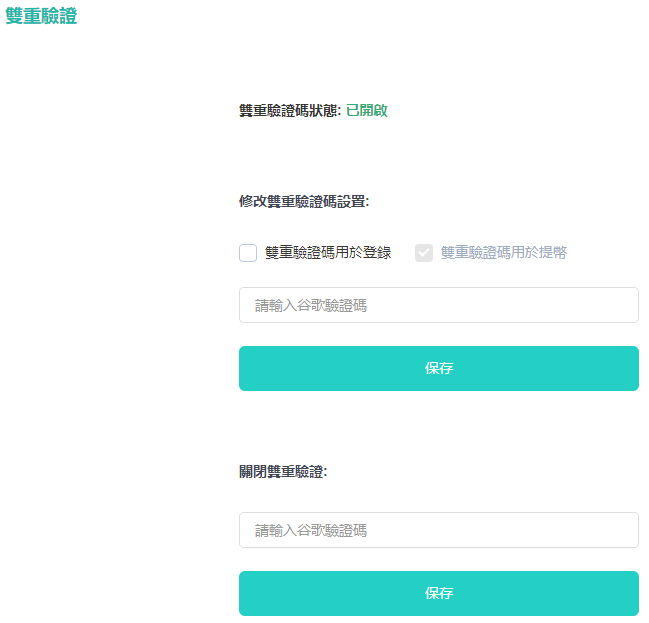 雙重驗證
雙重驗證碼狀態: 已開啟
修改雙重驗證碼設置:
雙重驗證碼用於登錄 雙重驗證碼用於提幣
請輸入谷歌驗證碼
保存
關閉雙重驗證:
請輸入谷歌驗證碼
保存